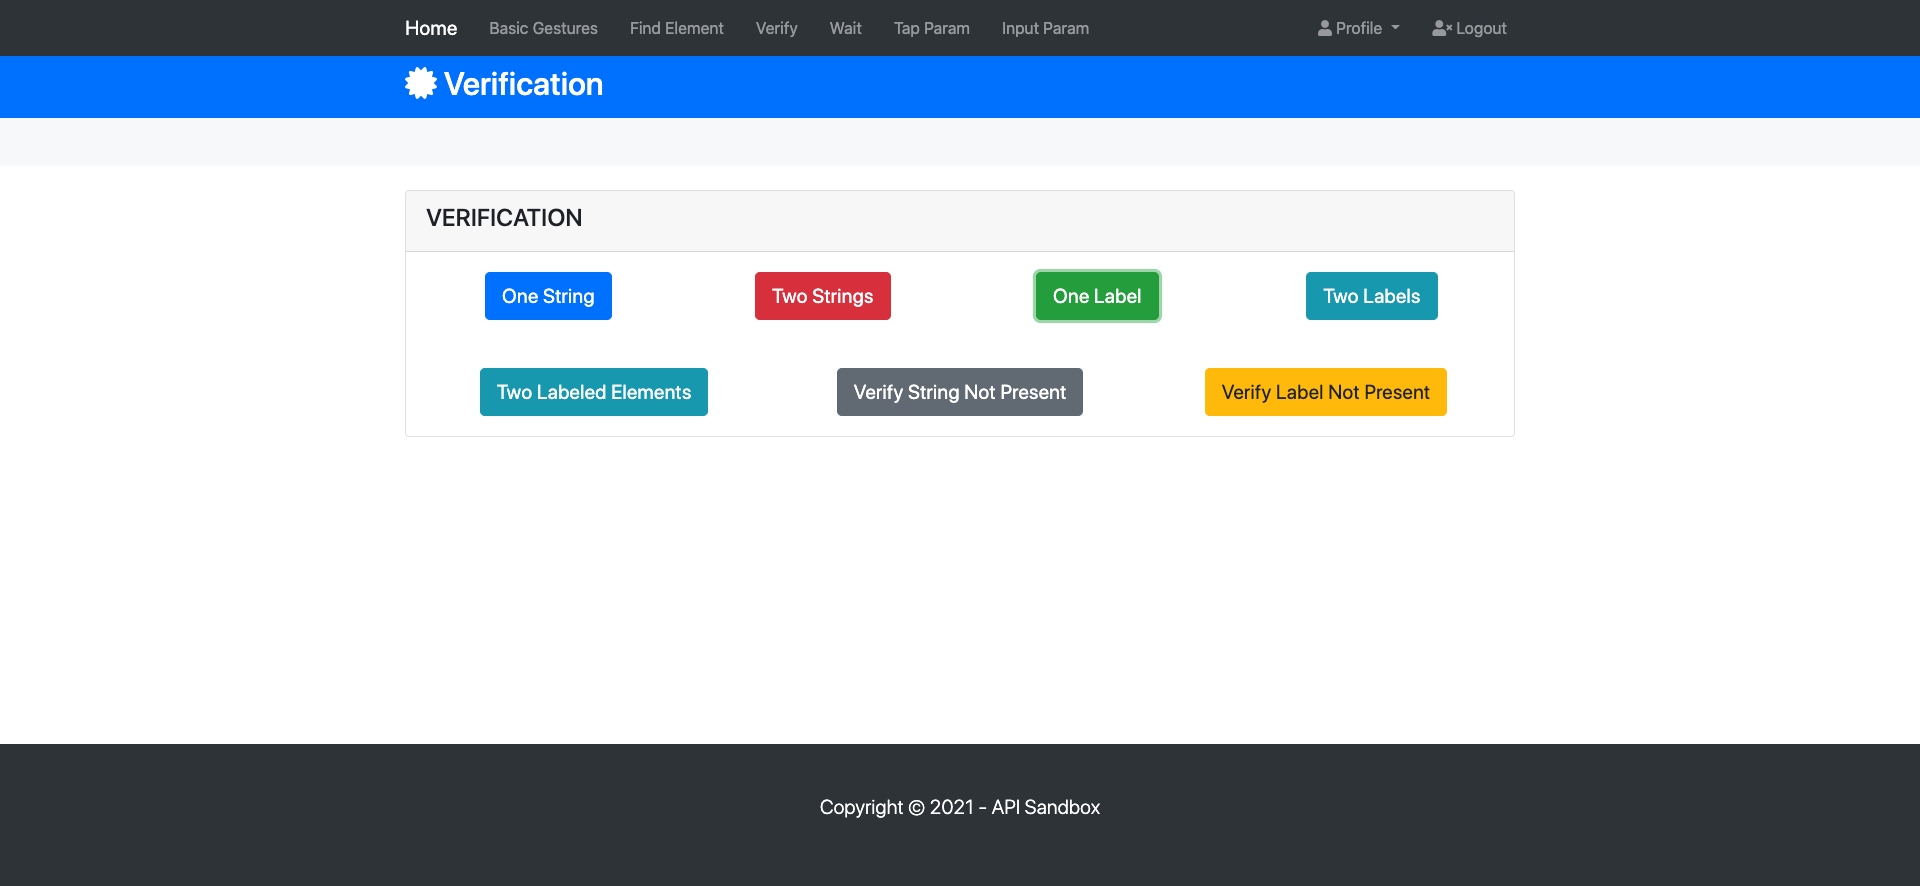 Home Basic Gestures Find Element Verify Wait Tap Param Input Param Profile Logout
Verification
VERIFICATION
One String Two Strings One Label Two Labels
Two Labeled Elements Verify String Not Present Verify Label Not Present
Copyright © 2021 - API Sandbox